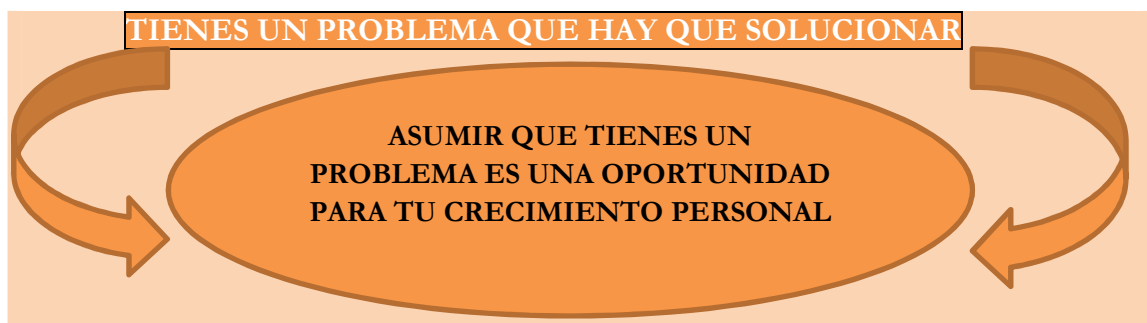 TIENES UN PROBLEMA QUE HAY QUE SOLUCIONAR
ASUMIR QUE TIENES UN
PROBLEMA ES UNA OPORTUNIDAD
PARA TU CRECIMIENTO PERSONAL